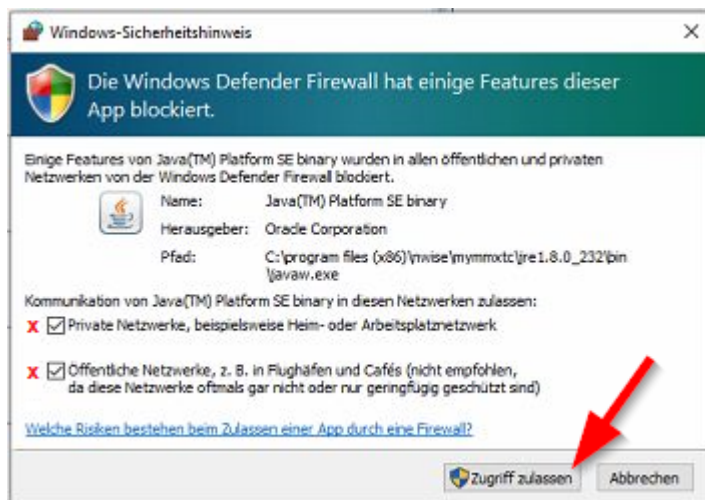 Windows-Sicherheitshinweis
Die Windows Defender Firewall hat einige Features dieser
App blockiert.
Einige Features von Java(TM) Platform SE binary wurden in allen öffentlichen und privaten
Netzwerken von der Windows Defender Firewall blockiert.
Name: Java(TM) Platform SE binary
Herausgeber: Oracle Corporation
Pfad: C:\program files (x86)\nwise\mymmxtc\jre1.8.0_232\bin
\javaw.exe
Kommunikation von Java(TM) Platform SE binary in diesen Netzwerken zulassen:
x Private Netzwerke, beispielsweise Heim- oder Arbeitsplatznetzwerk
x Öffentliche Netzwerke, z. B. in Flughäfen und Cafés (nicht empfohlen,
da diese Netzwerke oftmals gar nicht oder nur geringfügig geschützt sind)
Welche Risiken bestehen beim Zulassen einer App durch eine Firewall?
Zugriff zulassen Abbrechen